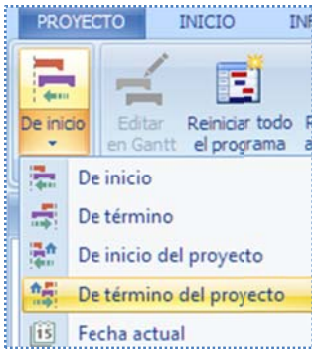 PROYECTO INICIO IN
De inicio
Editar en Gantt
Reiniciar todo el programa
De inicio
De término
De inicio del proyecto
De término del proyecto
15 Fecha actual